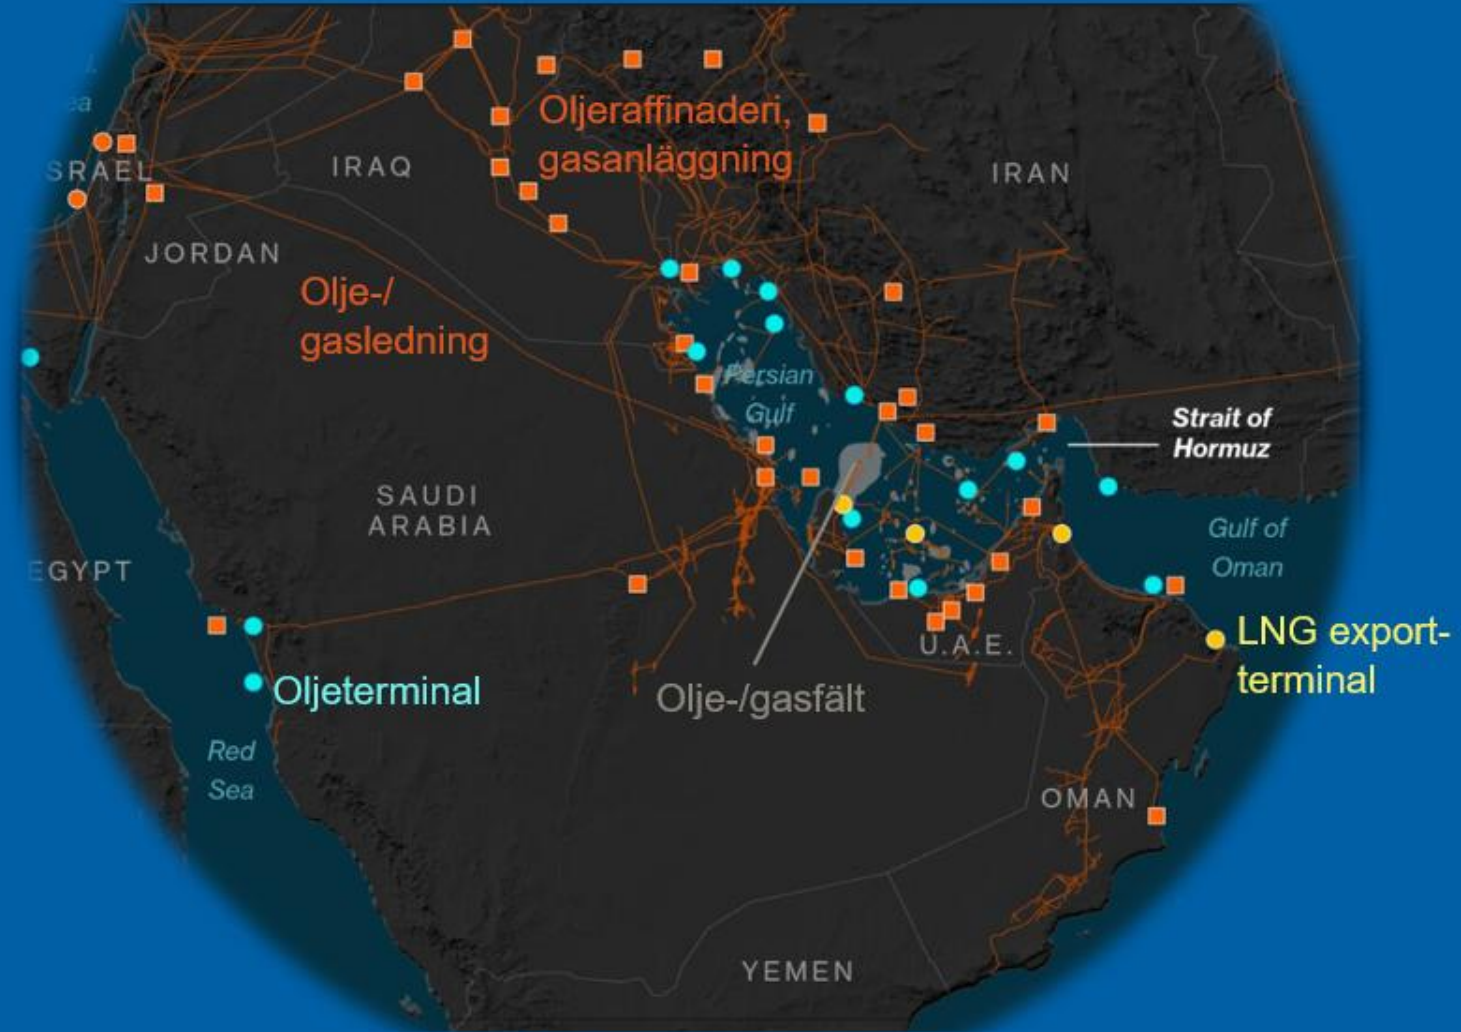 ea
Oljeraffinaderi,
gasanläggning
SRAEL
IRAQ
IRAN
JORDAN
Olje-/
gasledning
Persian
Gulf
Strait of
Hormuz
SAUDI
ARABIA
Gulf of
Oman
EGYPT
U.A.E.
LNG export-
terminal
Oljeterminal
Olje-/gasfält
Red
Sea
OMAN
YEMEN